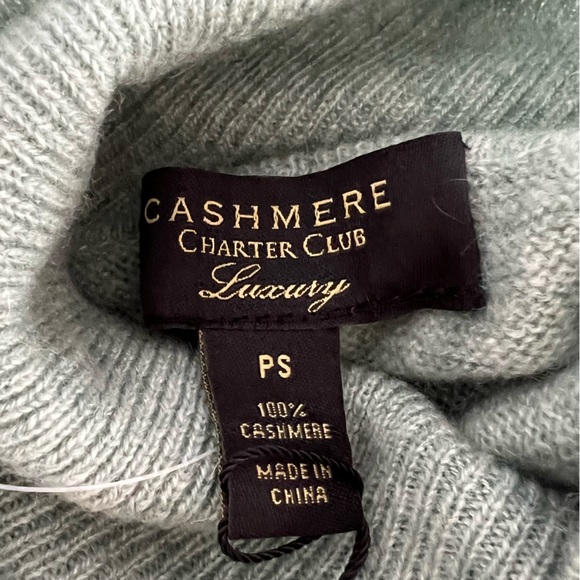 CASHMERE
CHARTER CLUB
Luxury
PS
100%
CASHMERE
MADE IN
CHINA